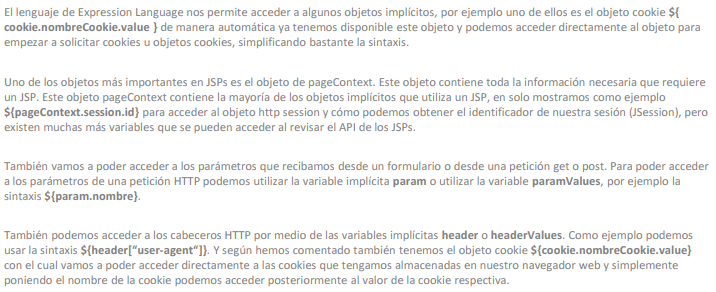 El lenguaje de Expression Language nos permite acceder a algunos objetos implícitos, por ejemplo uno de ellos es el objeto cookie ${
cookie.nombreCookie.value } de manera automática ya tenemos disponible este objeto y podemos acceder directamente al objeto para
empezar a solicitar cookies u objetos cookies, simplificando bastante la sintaxis.
Uno de los objetos más importantes en JSPs es el objeto de pageContext. Este objeto contiene toda la información necesaria que requiere
un JSP. Este objeto pageContext contiene la mayoría de los objetos implícitos que utiliza un JSP, en solo mostramos como ejemplo
${pageContext.session.id} para acceder al objeto http session y cómo podemos obtener el identificador de nuestra sesión (JSession), pero
existen muchas más variables que se pueden acceder al revisar el API de los JSPs.
También vamos a poder acceder a los parámetros que recibamos desde un formulario o desde una petición get o post. Para poder acceder
a los parámetros de una petición HTTP podemos utilizar la variable implícita param o utilizar la variable paramValues, por ejemplo la
sintaxis ${param.nombre}.
También podemos acceder a los cabeceros HTTP por medio de las variables implícitas header o headerValues. Como ejemplo podemos
usar la sintaxis ${header[“user-agent“]}. Y según hemos comentado también tenemos el objeto cookie ${cookie.nombreCookie.value}
con el cual vamos a poder acceder directamente a las cookies que tengamos almacenadas en nuestro navegador web y simplemente
poniendo el nombre de la cookie podemos acceder posteriormente al valor de la cookie respectiva.